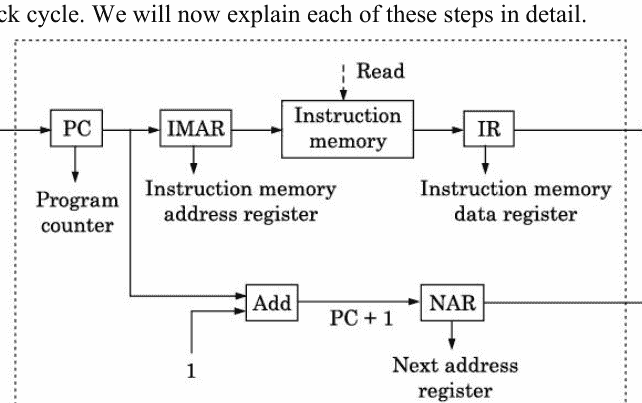 ck cycle. We will now explain each of these steps in detail.
Read
PC
IMAR
Instruction
memory
IR
Program
counter
Instruction memory
address register
Instruction memory
data register
Add
PC + 1
NAR
1
Next address
register